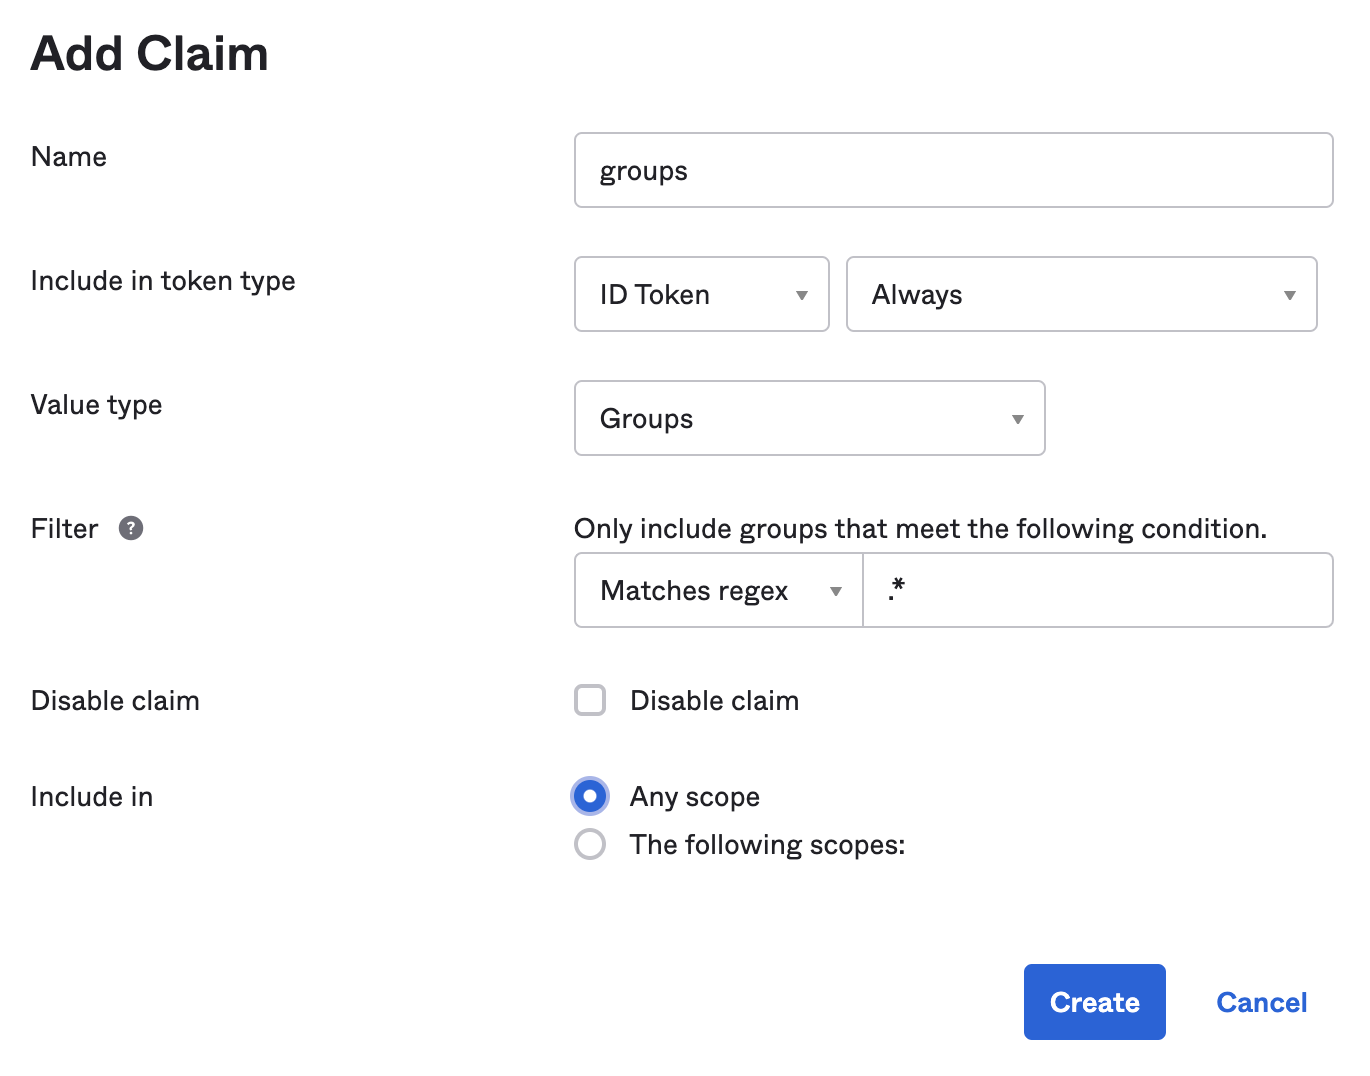 Add Claim
Name
groups
Include in token type
ID Token
Always
Value type
Groups
Filter ?
Only include groups that meet the following condition.
Matches regex
.*
Disable claim
Disable claim
Include in
Any scope
The following scopes:
Create
Cancel